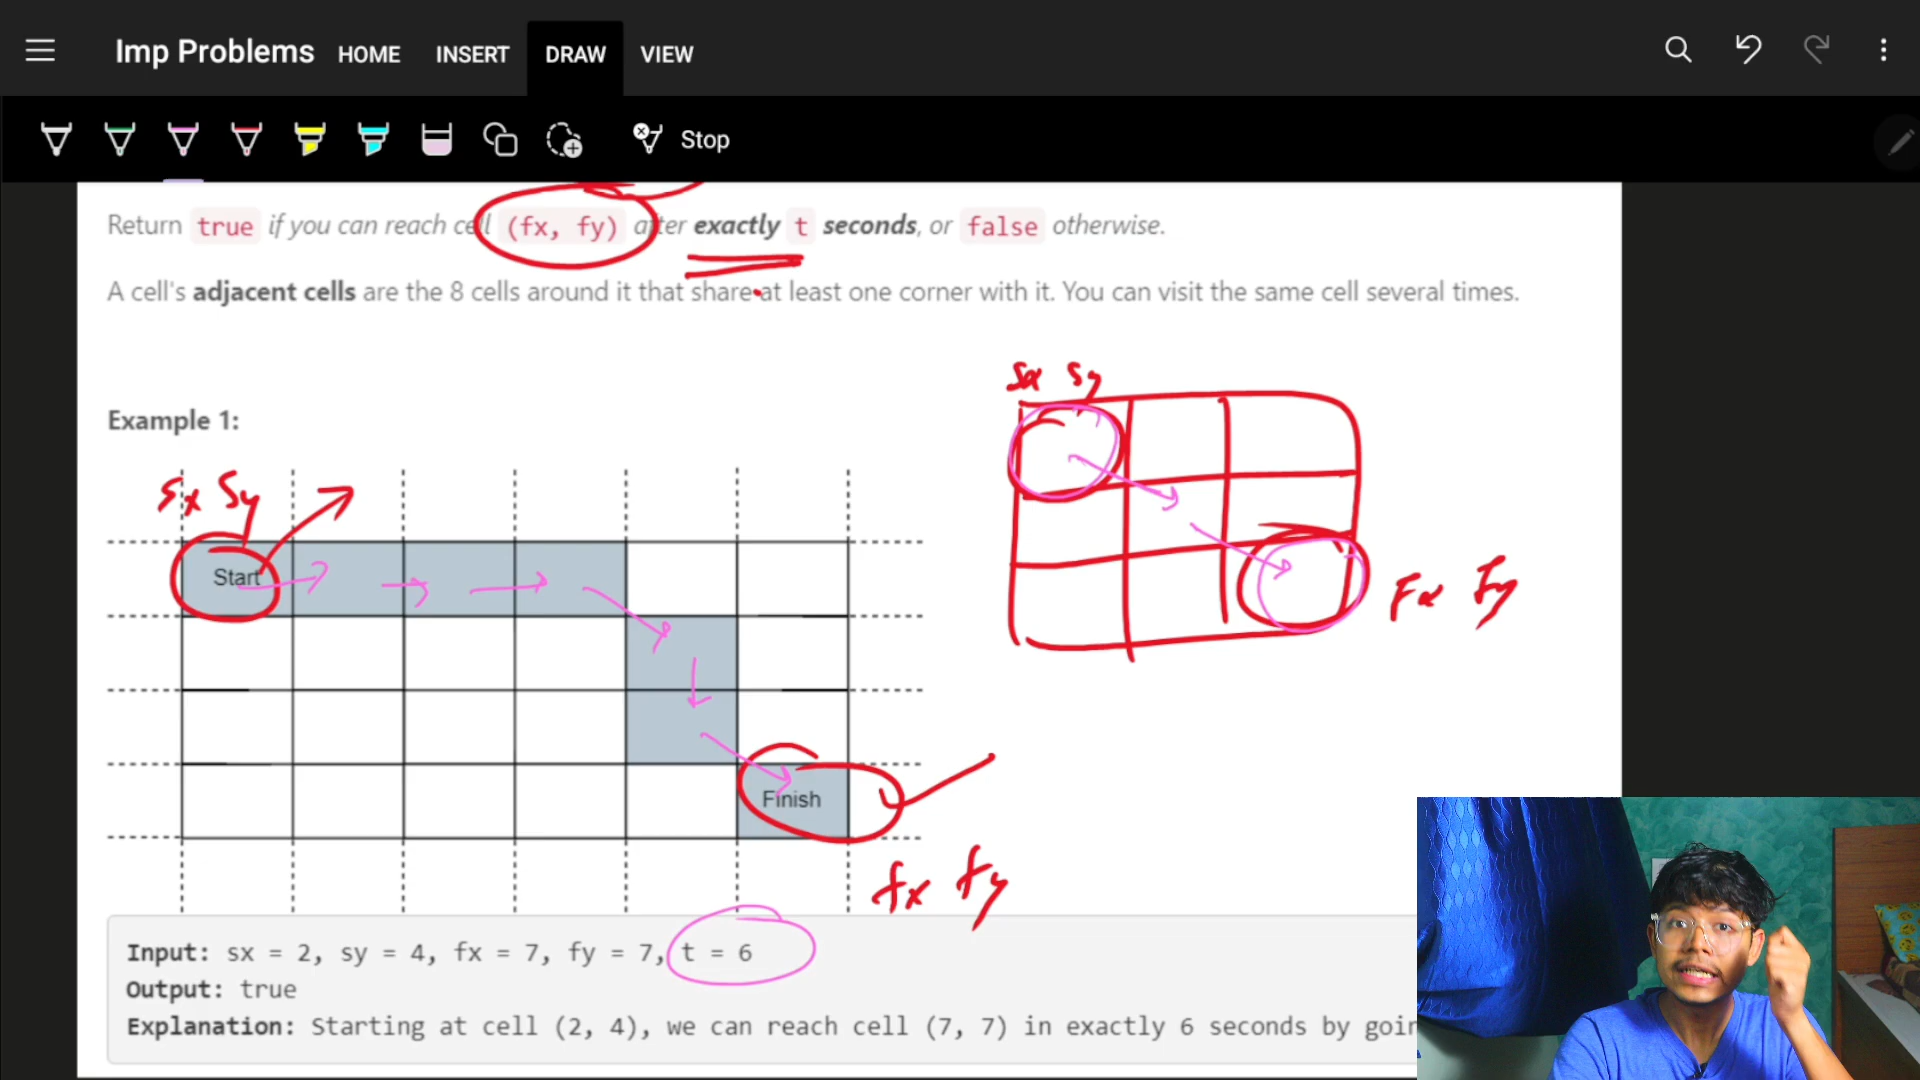 Imp Problems HOME INSERT DRAW VIEW
Stop
Return true if you can reach cell (fx, fy) after exactly t seconds, or false otherwise.
A cell's adjacent cells are the 8 cells around it that share at least one corner with it. You can visit the same cell several times.
Sx Sy
Example 1:
Sx Sy
Start
Fx Fy
Finish
fx fy
Input: sx = 2, sy = 4, fx = 7, fy = 7, t = 6
Output: true
Explanation: Starting at cell (2, 4), we can reach cell (7, 7) in exactly 6 seconds by goin